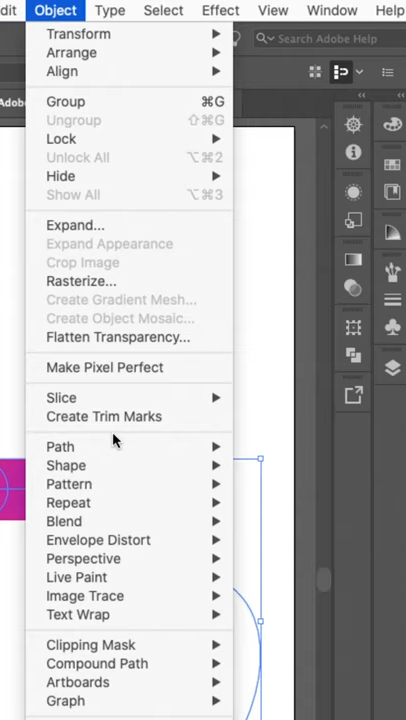 dit Object Type Select Effect View Window Help
Search Adobe Help
Adob
Transform
Arrange
Align
Group ⌘G
Ungroup ⇧⌘G
Lock
Unlock All ⌥⌘2
Hide
Show All ⌥⌘3
Expand...
Expand Appearance
Crop Image
Rasterize...
Create Gradient Mesh...
Create Object Mosaic...
Flatten Transparency...
Make Pixel Perfect
Slice
Create Trim Marks
Path
Shape
Pattern
Repeat
Blend
Envelope Distort
Perspective
Live Paint
Image Trace
Text Wrap
Clipping Mask
Compound Path
Artboards
Graph